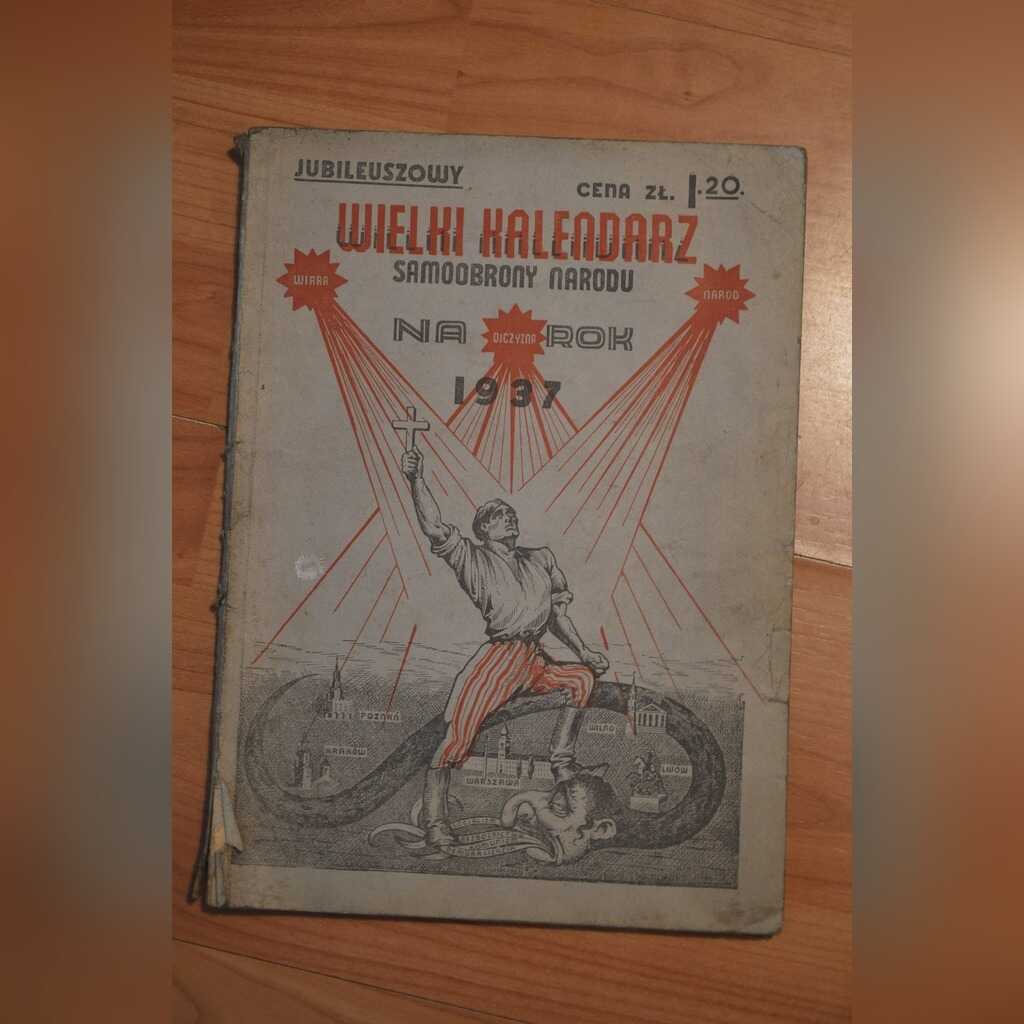 JUBILEUSZOWY
CENA ZŁ. 1.20.
WIELKI KALENDARZ
SAMOOBRONY NARODU
WIARA
NARÓD
OJCZYZNA
NA ROK
1937
POZNAŃ
WILNO
KRAKÓW
WARSZAWA
LWÓW